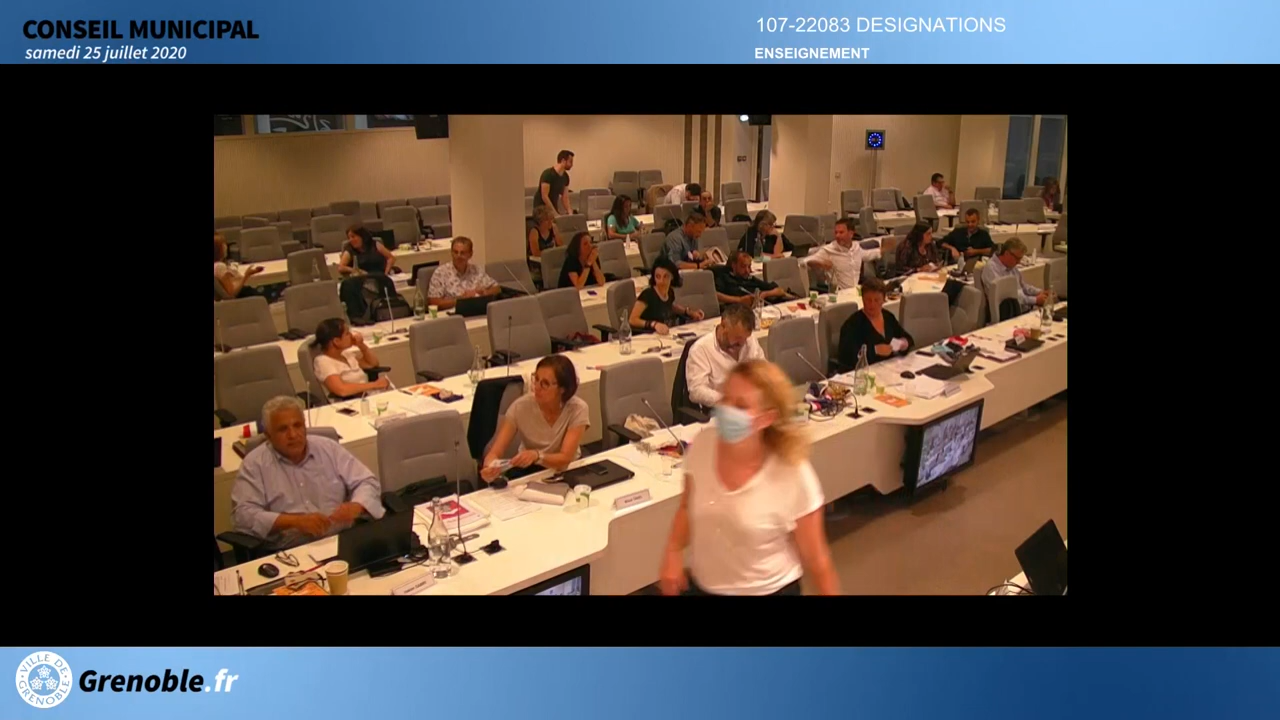 CONSEIL MUNICIPAL
samedi 25 juillet 2020
107-22083 DESIGNATIONS
ENSEIGNEMENT
VILLE DE GRENOBLE
Grenoble.fr